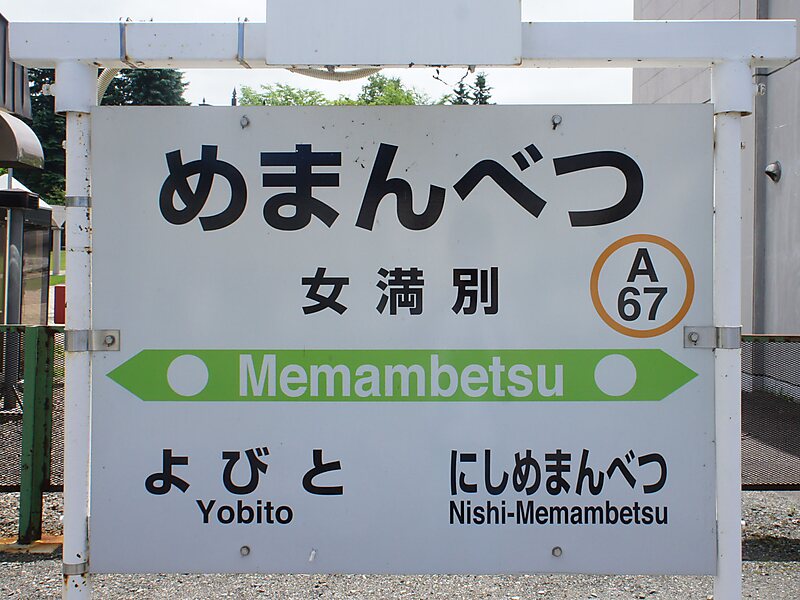 めまんべつ
女満別
A
67
Memambetsu
よびと
Yobito
にしめまんべつ
Nishi-Memambetsu